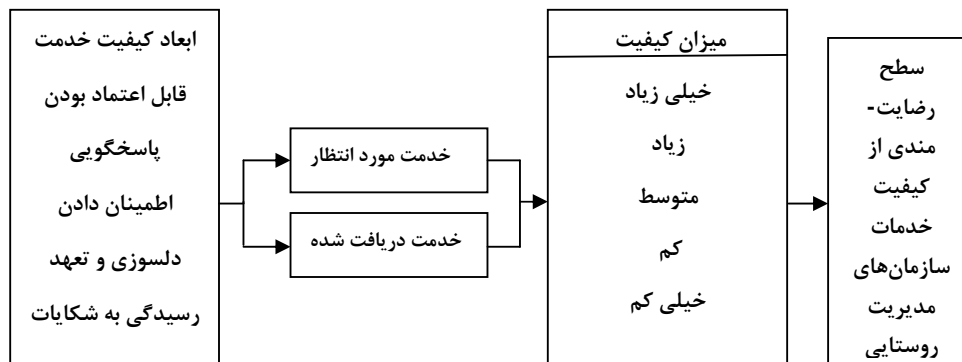 ابعاد کیفیت خدمت
قابل اعتماد بودن
پاسخگویی
اطمینان دادن
دلسوزی و تعهد
رسیدگی به شکایات
خدمت مورد انتظار
خدمت دریافت شده
میزان کیفیت
خیلی زیاد
زیاد
متوسط
کم
خیلی کم
سطح
رضایت-
مندی از
کیفیت
خدمات
سازمان‌های
مدیریت
روستایی